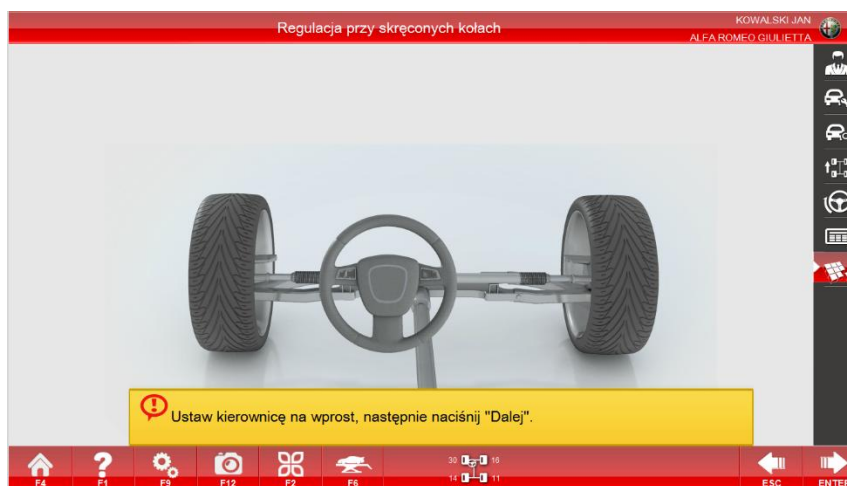 Regulacja przy skręconych kołach
KOWALSKI JAN
ALFA ROMEO GIULIETTA
Ustaw kierownicę na wprost, następnie naciśnij "Dalej".
30 16
14 11
F4 F1 F9 F12 F2 F6 ESC ENTER